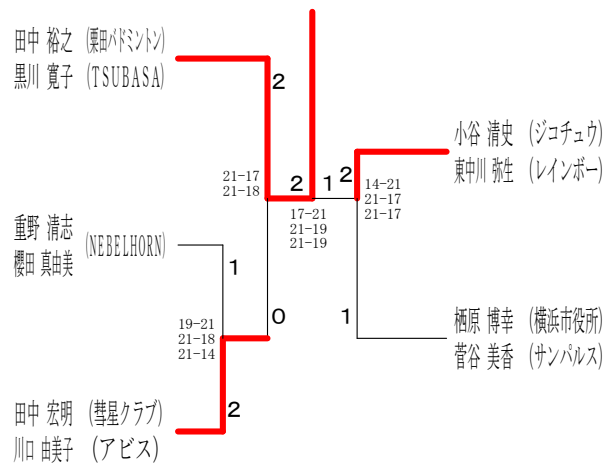 田中 裕之 (栗田バドミントン)
黒川 寛子 (TSUBASA)
2
小谷 清史 (ジコチュウ)
東中川 弥生 (レインボー)
21-17
21-18
2
1
2
14-21
21-17
21-17
17-21
21-19
21-19
重野 清志
櫻田 真由美
(NEBELHORN)
1
19-21
21-18
21-14
0
1
栖原 博幸 (横浜市役所)
菅谷 美香 (サンパルス)
2
田中 宏明 (彗星クラブ)
川口 由美子 (アビス)